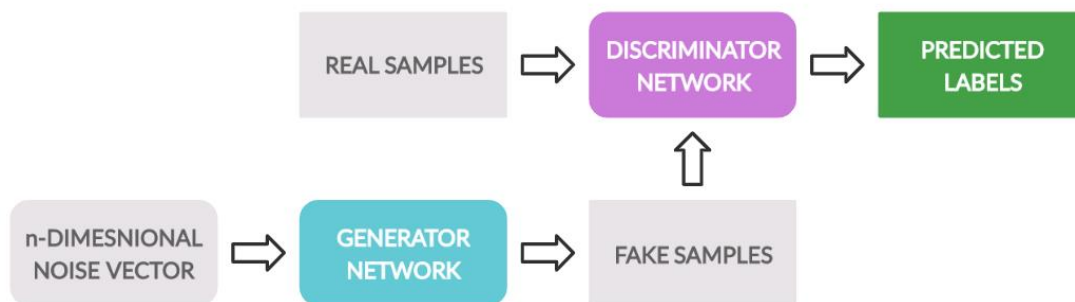 REAL SAMPLES
DISCRIMINATOR
NETWORK
PREDICTED
LABELS
n-DIMESNIONAL
NOISE VECTOR
GENERATOR
NETWORK
FAKE SAMPLES